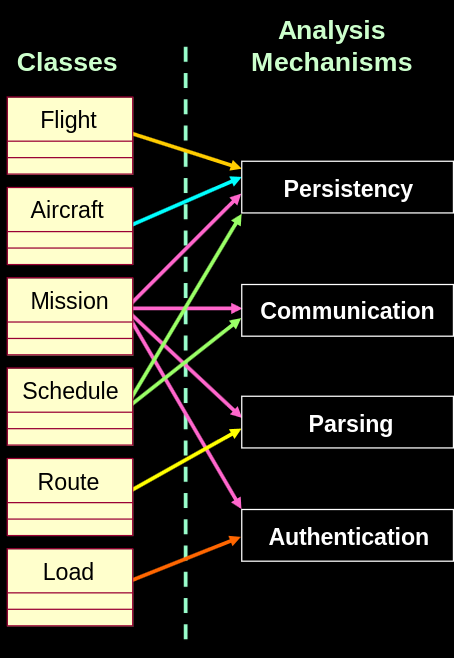 Classes
Analysis
Mechanisms
Flight
Aircraft
Mission
Schedule
Route
Load
Persistency
Communication
Parsing
Authentication